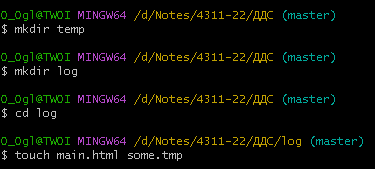 O_Ogl@TWOI MINGW64 /d/Notes/4311-22/ДДС (master)
$ mkdir temp
O_Ogl@TWOI MINGW64 /d/Notes/4311-22/ДДС (master)
$ mkdir log
O_Ogl@TWOI MINGW64 /d/Notes/4311-22/ДДС (master)
$ cd log
O_Ogl@TWOI MINGW64 /d/Notes/4311-22/ДДС/log (master)
$ touch main.html some.tmp